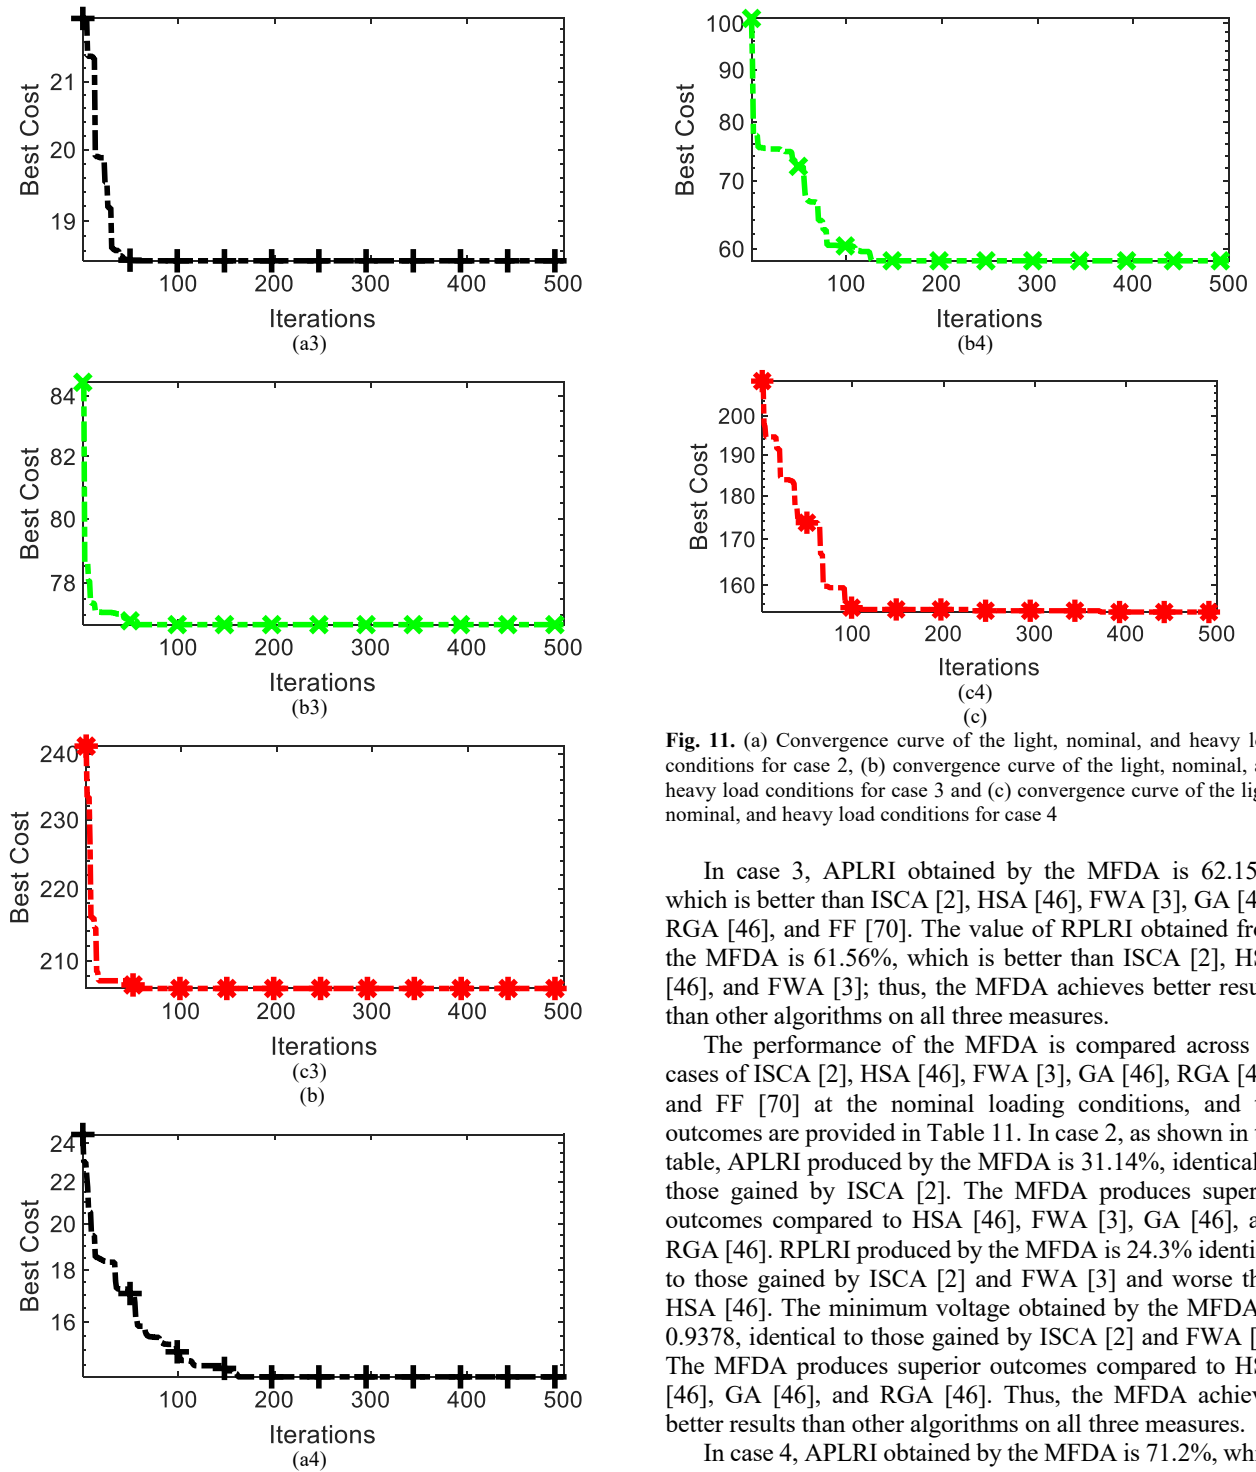 21
20
19
Best Cost
100 200 300 400 500
Iterations
(a3)
84
82
80
78
Best Cost
100 200 300 400 500
Iterations
(b3)
240
230
220
210
Best Cost
100 200 300 400 500
Iterations
(c3)
(b)
24
22
20
18
16
Best Cost
100 200 300 400 500
Iterations
(a4)
100
90
80
70
60
Best Cost
100 200 300 400 500
Iterations
(b4)
200
190
180
170
160
Best Cost
100 200 300 400 500
Iterations
(c4)
(c)
Fig. 11. (a) Convergence curve of the light, nominal, and heavy
conditions for case 2, (b) convergence curve of the light, nominal,
heavy load conditions for case 3 and (c) convergence curve of the
nominal, and heavy load conditions for case 4
In case 3, APLRI obtained by the MFDA is 62.15
which is better than ISCA [2], HSA [46], FWA [3], GA
RGA [46], and FF [70]. The value of RPLRI obtained
the MFDA is 61.56%, which is better than ISCA [2],
[46], and FWA [3]; thus, the MFDA achieves better
than other algorithms on all three measures.
The performance of the MFDA is compared across
cases of ISCA [2], HSA [46], FWA [3], GA [46], RGA
and FF [70] at the nominal loading conditions, and
outcomes are provided in Table 11. In case 2, as shown in
table, APLRI produced by the MFDA is 31.14%, identical
those gained by ISCA [2]. The MFDA produces
outcomes compared to HSA [46], FWA [3], GA [46],
RGA [46]. RPLRI produced by the MFDA is 24.3%
to those gained by ISCA [2] and FWA [3] and worse
HSA [46]. The minimum voltage obtained by the MFDA
0.9378, identical to those gained by ISCA [2] and FWA
The MFDA produces superior outcomes compared to
[46], GA [46], and RGA [46]. Thus, the MFDA
better results than other algorithms on all three measures.
In case 4, APLRI obtained by the MFDA is 71.2%,